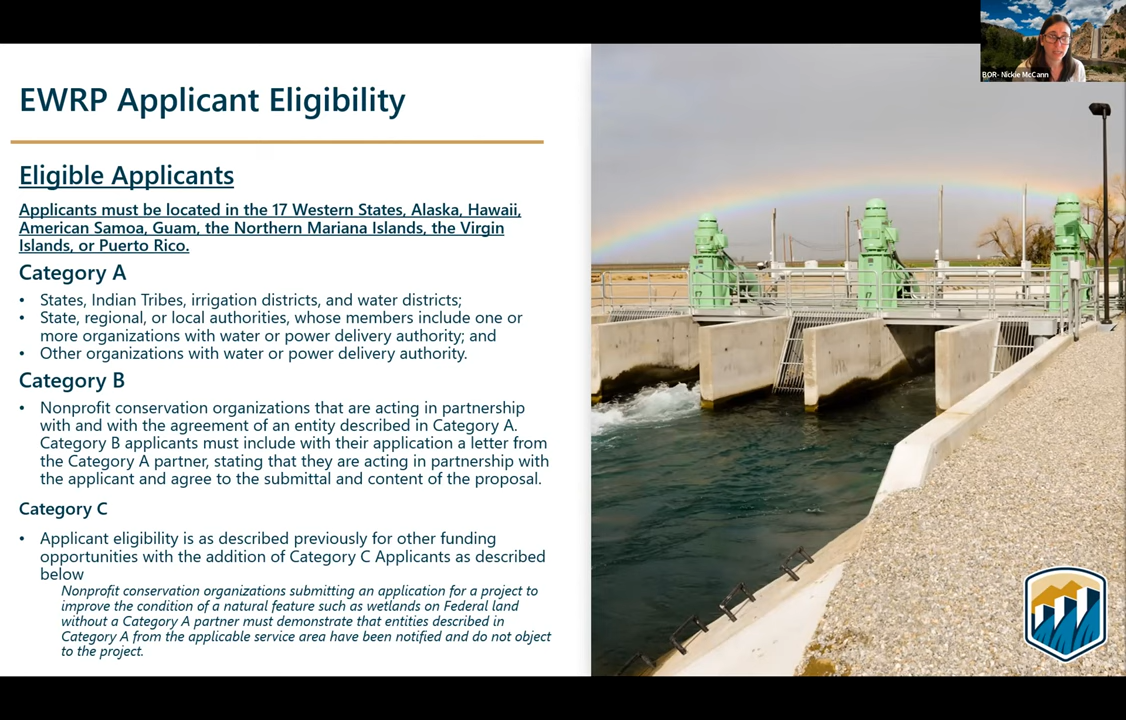 BOR- Nickie McCann
EWRP Applicant Eligibility
Eligible Applicants
Applicants must be located in the 17 Western States, Alaska, Hawaii,
American Samoa, Guam, the Northern Mariana Islands, the Virgin
Islands, or Puerto Rico.
Category A
• States, Indian Tribes, irrigation districts, and water districts;
• State, regional, or local authorities, whose members include one or
more organizations with water or power delivery authority; and
• Other organizations with water or power delivery authority.
Category B
• Nonprofit conservation organizations that are acting in partnership
with and with the agreement of an entity described in Category A.
Category B applicants must include with their application a letter from
the Category A partner, stating that they are acting in partnership with
the applicant and agree to the submittal and content of the proposal.
Category C
• Applicant eligibility is as described previously for other funding
opportunities with the addition of Category C Applicants as described
below
Nonprofit conservation organizations submitting an application for a project to
improve the condition of a natural feature such as wetlands on Federal land
without a Category A partner must demonstrate that entities described in
Category A from the applicable service area have been notified and do not object
to the project.